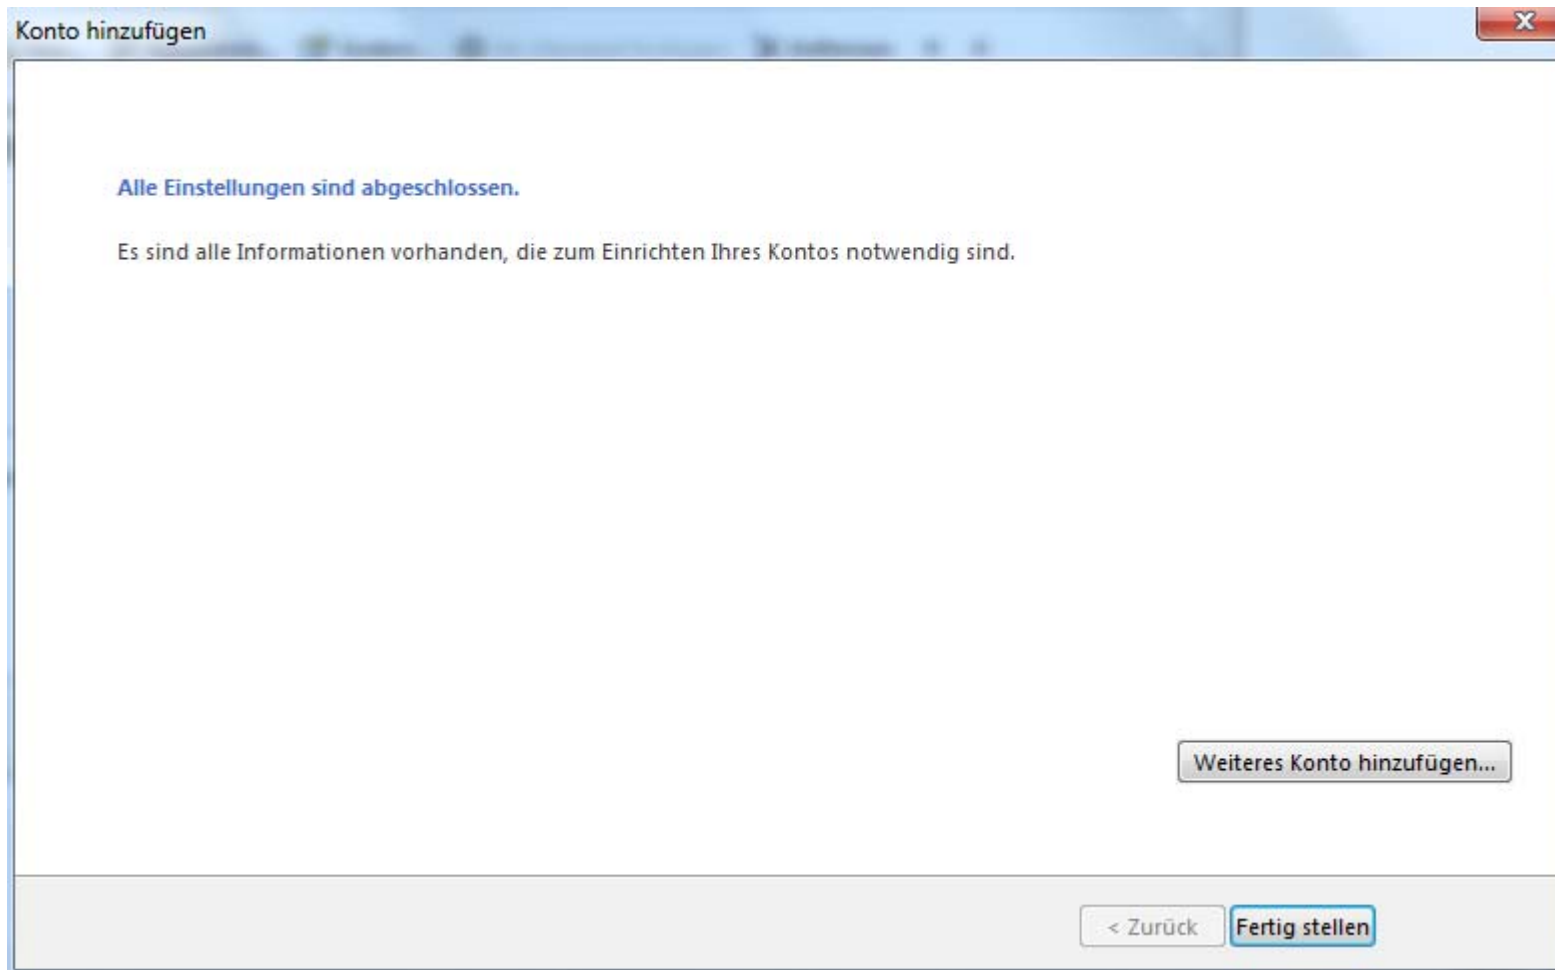 Konto hinzufügen
Alle Einstellungen sind abgeschlossen.
Es sind alle Informationen vorhanden, die zum Einrichten Ihres Kontos notwendig sind.
Weiteres Konto hinzufügen...
< Zurück
Fertig stellen